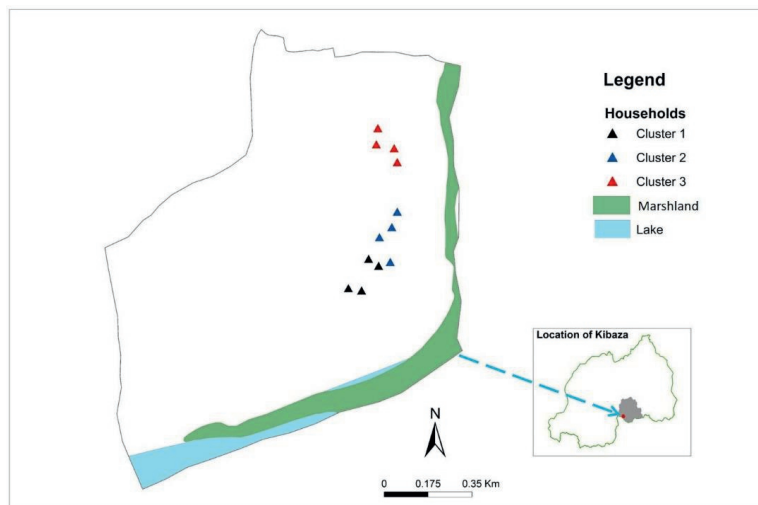 Legend
Households
Cluster 1
Cluster 2
Cluster 3
Marshland
Lake
Location of Kibaza
N
0 0.175 0.35 Km